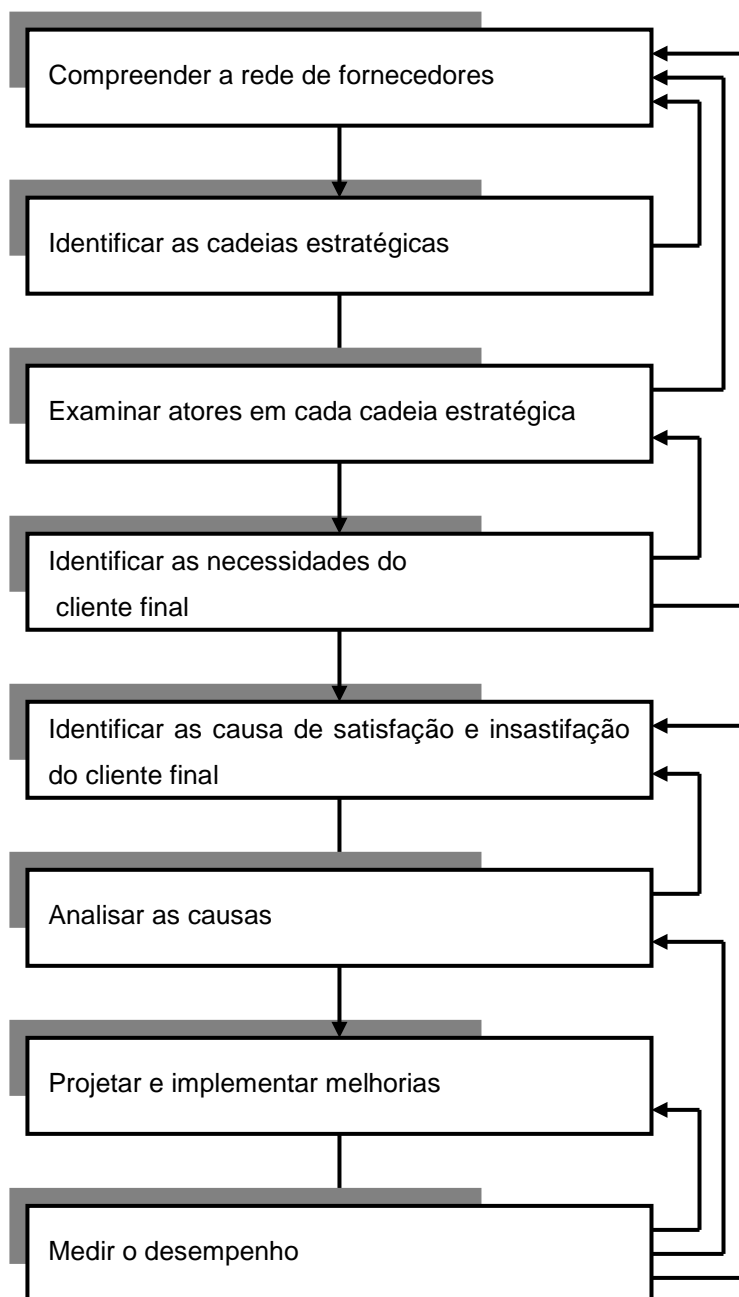 Compreender a rede de fornecedores
Identificar as cadeias estratégicas
Examinar atores em cada cadeia estratégica
Identificar as necessidades do
cliente final
Identificar as causa de satisfação e insastifação
do cliente final
Analisar as causas
Projetar e implementar melhorias
Medir o desempenho